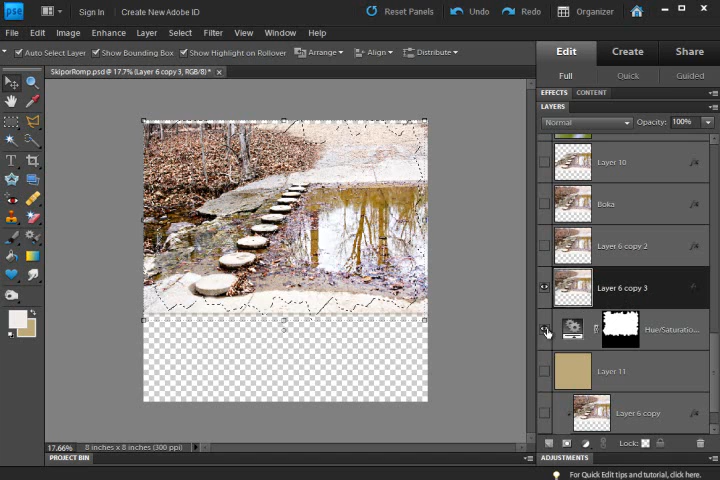 pse Sign In Create New Adobe ID Reset Panels Undo Redo Organizer
File Edit Image Enhance Layer Select Filter View Window Help
Auto Select Layer Show Bounding Box Show Highlight on Rollover Arrange Align Distribute
Edit Create Share
SkiporRomp.psd @ 17.7% (Layer 6 copy 3, RGB/8) * ×
Full Quick Guided
EFFECTS CONTENT
LAYERS
Normal Opacity: 100%
Layer 10
Boka
Layer 6 copy 2
Layer 6 copy 3
Hue/Saturatio...
Layer 11
Layer 6 copy
17.66% 8 inches x 8 inches (300 ppi) Lock:
PROJECT BIN ADJUSTMENTS
For Quick Edit tips and tutorial, click here.